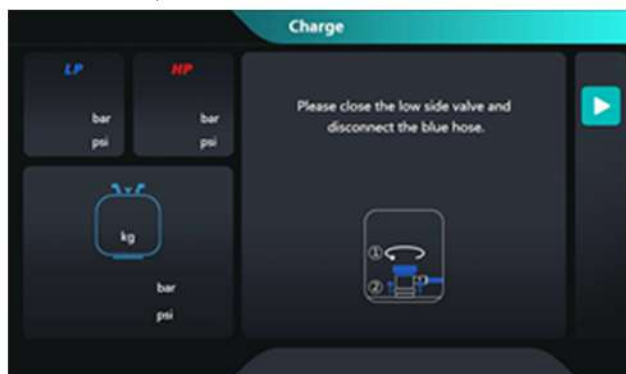 Charge
LP
HP
bar
bar
psi
psi
Please close the low side valve and
disconnect the blue hose.
kg
bar
psi
①
②